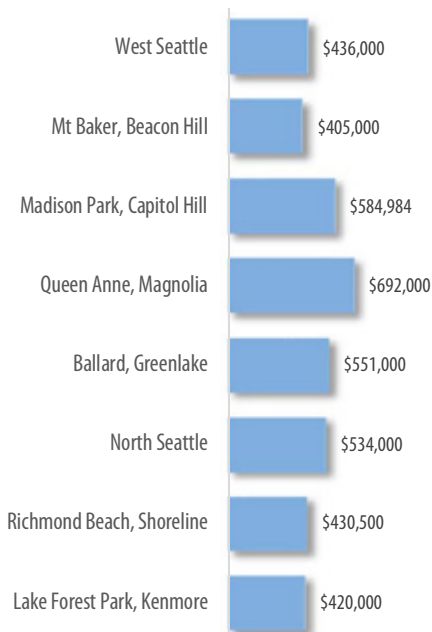 West Seattle $436,000
Mt Baker, Beacon Hill $405,000
Madison Park, Capitol Hill $584,984
Queen Anne, Magnolia $692,000
Ballard, Greenlake $551,000
North Seattle $534,000
Richmond Beach, Shoreline $430,500
Lake Forest Park, Kenmore $420,000